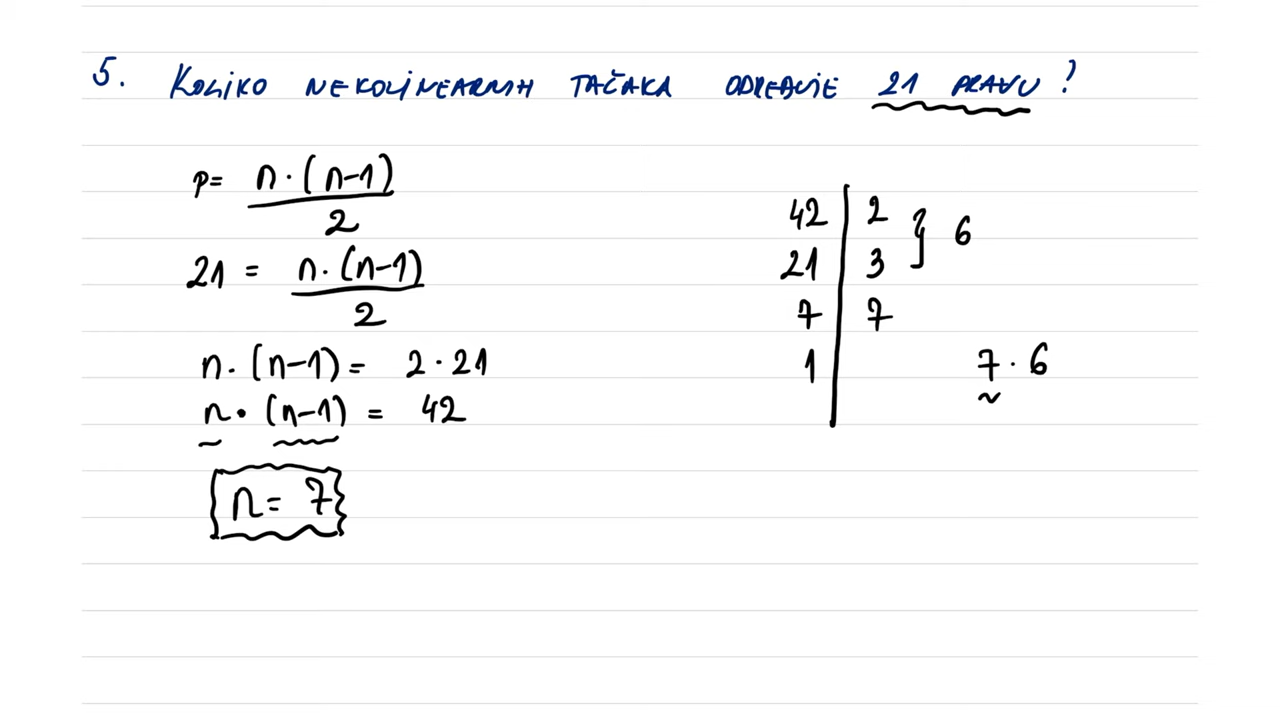 5. KOLIKO NEKOLINEARNIH TAČAKA ODREĐUJE 21 PRAVU?
p = n·(n-1)/2
21 = n·(n-1)/2
n·(n-1) = 2·21
n·(n-1) = 42
n = 7
42 | 2
21 | 3 } 6
7 | 7
1 |
7·6